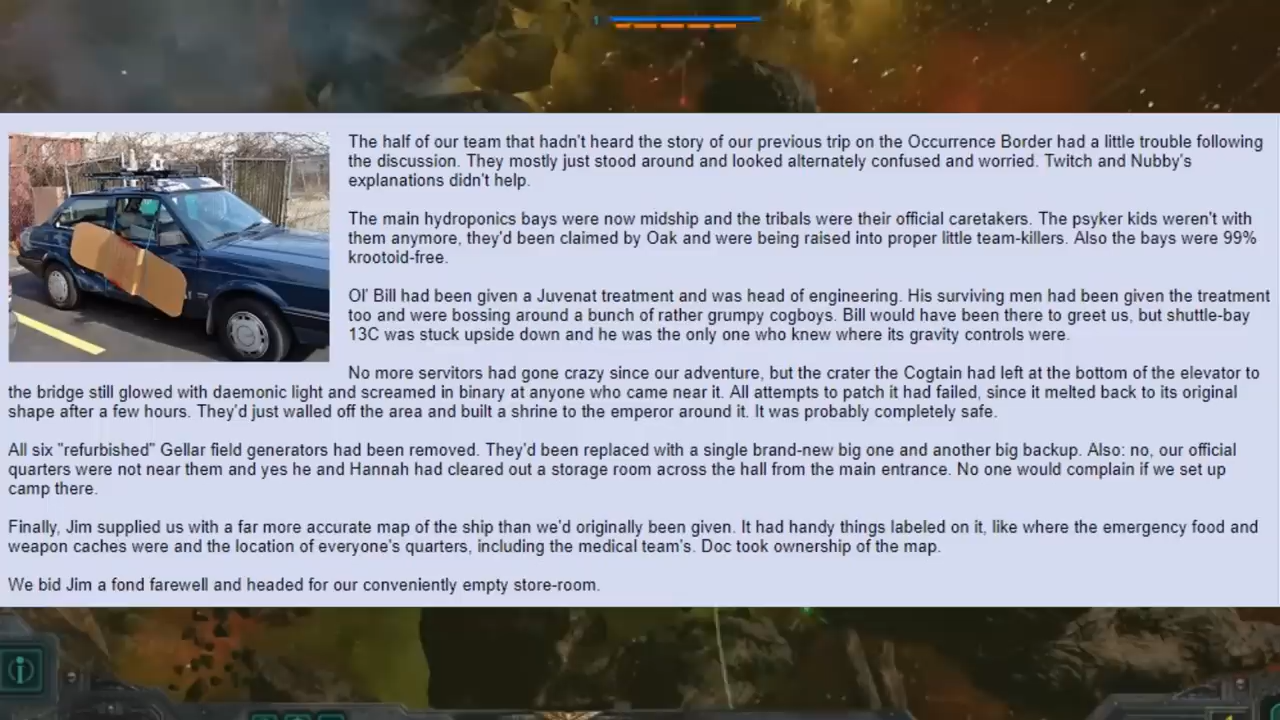 1
The half of our team that hadn't heard the story of our previous trip on the Occurrence Border had a little trouble following
the discussion. They mostly just stood around and looked alternately confused and worried. Twitch and Nubby's
explanations didn't help.
The main hydroponics bays were now midship and the tribals were their official caretakers. The psyker kids weren't with
them anymore, they'd been claimed by Oak and were being raised into proper little team-killers. Also the bays were 99%
krootoid-free.
Ol' Bill had been given a Juvenat treatment and was head of engineering. His surviving men had been given the treatment
too and were bossing around a bunch of rather grumpy cogboys. Bill would have been there to greet us, but shuttle-bay
13C was stuck upside down and he was the only one who knew where its gravity controls were.
No more servitors had gone crazy since our adventure, but the crater the Cogtain had left at the bottom of the elevator to
the bridge still glowed with daemonic light and screamed in binary at anyone who came near it. All attempts to patch it had failed, since it melted back to its original
shape after a few hours. They'd just walled off the area and built a shrine to the emperor around it. It was probably completely safe.
All six "refurbished" Gellar field generators had been removed. They'd been replaced with a single brand-new big one and another big backup. Also: no, our official
quarters were not near them and yes he and Hannah had cleared out a storage room across the hall from the main entrance. No one would complain if we set up
camp there.
Finally, Jim supplied us with a far more accurate map of the ship than we'd originally been given. It had handy things labeled on it, like where the emergency food and
weapon caches were and the location of everyone's quarters, including the medical team's. Doc took ownership of the map.
We bid Jim a fond farewell and headed for our conveniently empty store-room.